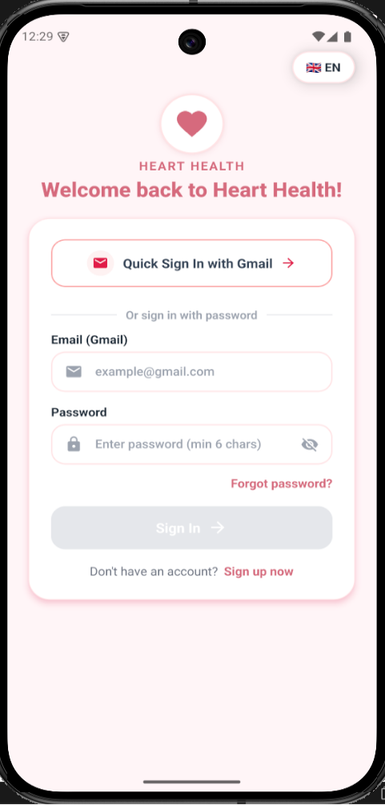 12:29
🇬🇧 EN
HEART HEALTH
Welcome back to Heart Health!
Quick Sign In with Gmail →
Or sign in with password
Email (Gmail)
example@gmail.com
Password
Enter password (min 6 chars)
Forgot password?
Sign In →
Don't have an account? Sign up now